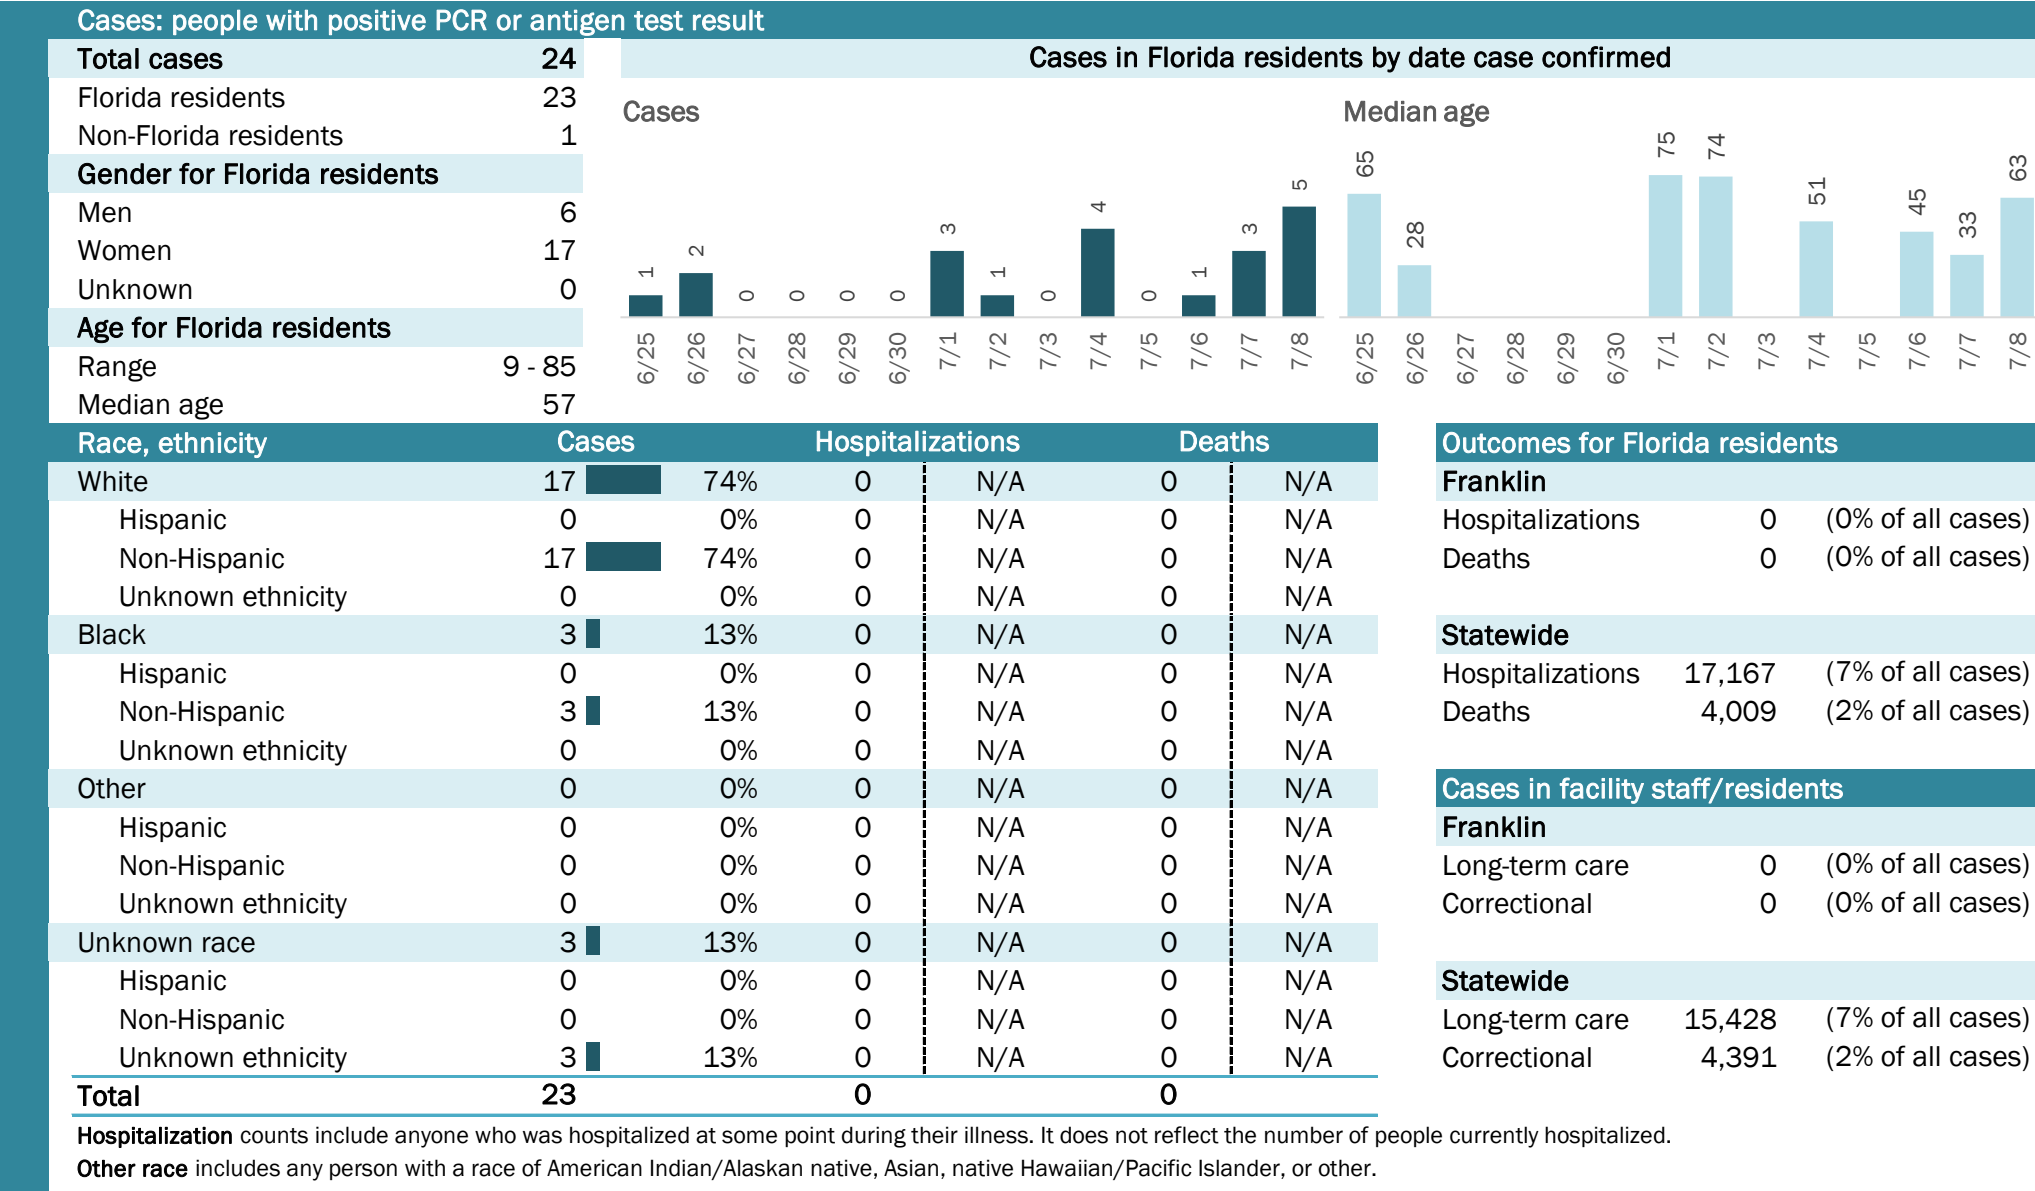 Cases: people with positive PCR or antigen test result
Total cases 24
Florida residents 23
Non-Florida residents 1
Gender for Florida residents
Men 6
Women 17
Unknown 0
Age for Florida residents
Range 9 - 85
Median age 57
Cases in Florida residents by date case confirmed
Cases
1 2 0 0 0 0 3 1 0 4 0 1 3 5
6/25 6/26 6/27 6/28 6/29 6/30 7/1 7/2 7/3 7/4 7/5 7/6 7/7 7/8
Median age
65 28 75 74 51 45 33 63
6/25 6/26 6/27 6/28 6/29 6/30 7/1 7/2 7/3 7/4 7/5 7/6 7/7 7/8
Race, ethnicity Cases Hospitalizations Deaths
White 17 74% 0 N/A 0 N/A
Hispanic 0 0% 0 N/A 0 N/A
Non-Hispanic 17 74% 0 N/A 0 N/A
Unknown ethnicity 0 0% 0 N/A 0 N/A
Black 3 13% 0 N/A 0 N/A
Hispanic 0 0% 0 N/A 0 N/A
Non-Hispanic 3 13% 0 N/A 0 N/A
Unknown ethnicity 0 0% 0 N/A 0 N/A
Other 0 0% 0 N/A 0 N/A
Hispanic 0 0% 0 N/A 0 N/A
Non-Hispanic 0 0% 0 N/A 0 N/A
Unknown ethnicity 0 0% 0 N/A 0 N/A
Unknown race 3 13% 0 N/A 0 N/A
Hispanic 0 0% 0 N/A 0 N/A
Non-Hispanic 0 0% 0 N/A 0 N/A
Unknown ethnicity 3 13% 0 N/A 0 N/A
Total 23 0 0
Outcomes for Florida residents
Franklin
Hospitalizations 0 (0% of all cases)
Deaths 0 (0% of all cases)
Statewide
Hospitalizations 17,167 (7% of all cases)
Deaths 4,009 (2% of all cases)
Cases in facility staff/residents
Franklin
Long-term care 0 (0% of all cases)
Correctional 0 (0% of all cases)
Statewide
Long-term care 15,428 (7% of all cases)
Correctional 4,391 (2% of all cases)
Hospitalization counts include anyone who was hospitalized at some point during their illness. It does not reflect the number of people currently hospitalized.
Other race includes any person with a race of American Indian/Alaskan native, Asian, native Hawaiian/Pacific Islander, or other.